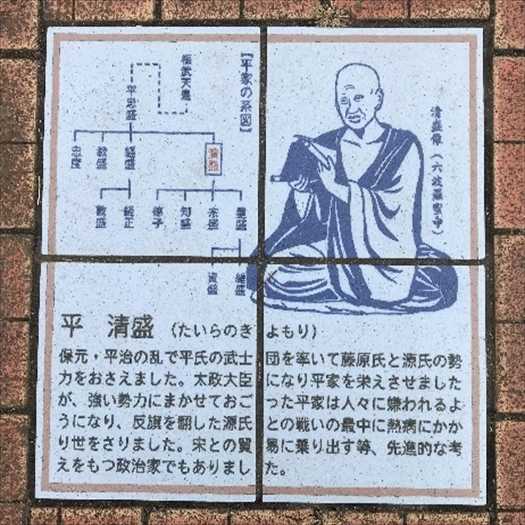 【平家の系図】
桓武天皇
平忠盛
清盛
経盛
教盛
忠度
重盛
宗盛
知盛
徳子
経正
敦盛
維盛
資盛
清盛像(六波羅蜜寺)
平 清盛 (たいらのきよもり)
保元・平治の乱で平氏の武士団を率いて藤原氏と源氏の勢
力をおさえました。太政大臣になり平家を栄えさせました
が、強い勢力にまかせておごった平家は人々に嫌われるよ
うになり、反旗を翻した源氏との戦いの最中に熱病にかか
り世をさりました。宋との貿易に乗り出す等、先進的な考
えをもつ政治家でもありました。